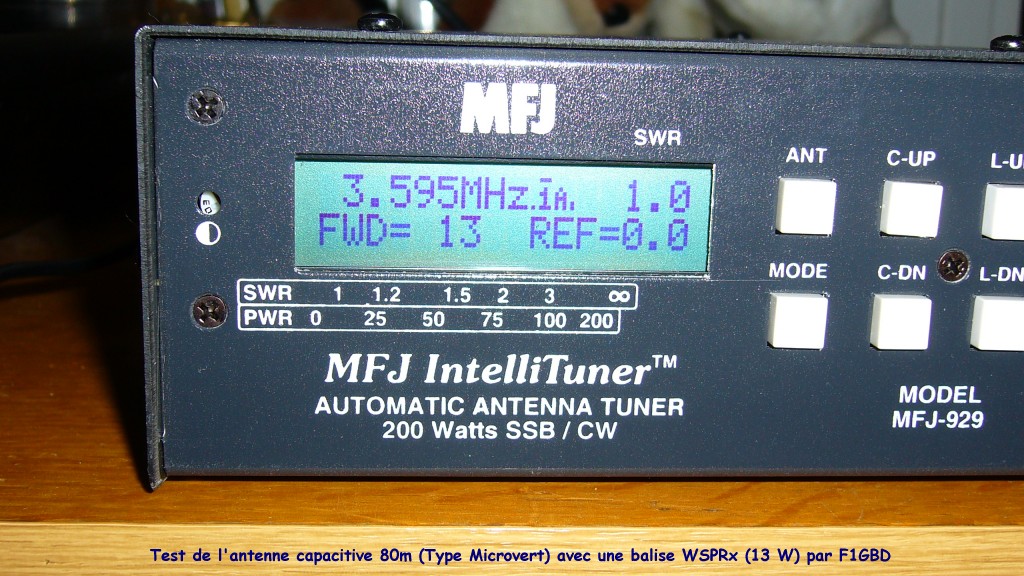 MFJ
SWR
3.595MHz 1.0
FWD= 13 REF=0.0
SWR 1 1.2 1.5 2 3 ∞
PWR 0 25 50 75 100 200
MFJ IntelliTuner™
AUTOMATIC ANTENNA TUNER
200 Watts SSB / CW
ANT C-UP
MODE C-DN L-DN
MODEL
MFJ-929
Test de l'antenne capacitive 80m (Type Microvert) avec une balise WSPRx (13 W) par F1GBD